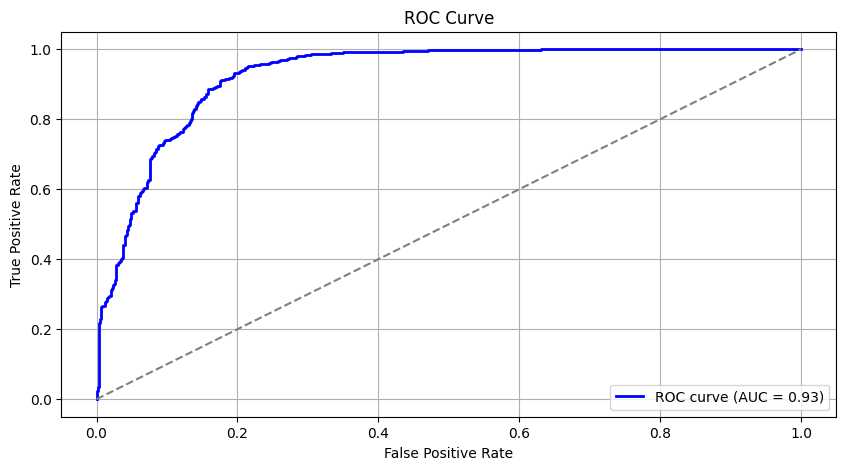 ROC Curve
True Positive Rate
1.0
0.8
0.6
0.4
0.2
0.0
0.0 0.2 0.4 0.6 0.8 1.0
False Positive Rate
ROC curve (AUC = 0.93)